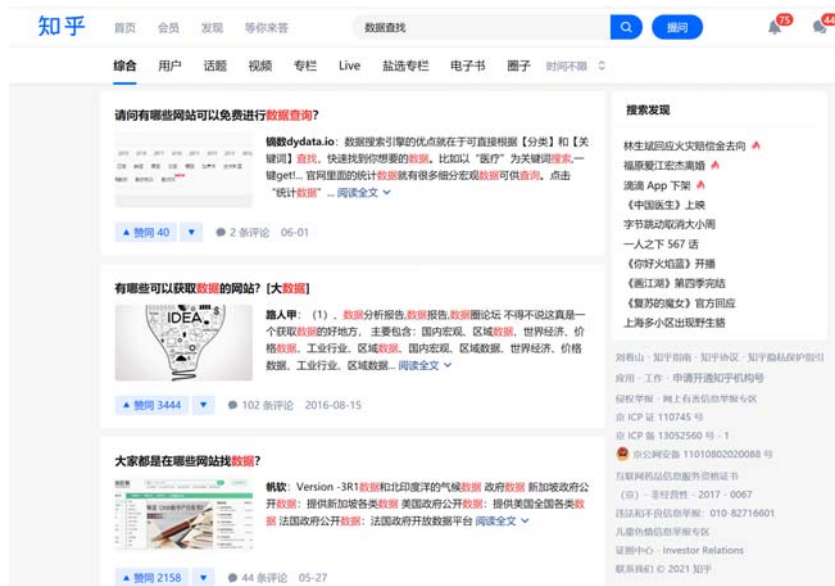 知乎 首页 会员 发现 等你来答 数据查找 提问 75 44
综合 用户 话题 视频 专栏 Live 盐选专栏 电子书 圈子 时间不限
请问有哪些网站可以免费进行数据查询?
镝数dydata.io：数据搜索引擎的优点就在于可直接根据【分类】和【关
键词】查找，快速找到你想要的数据。比如以“医疗”为关键词搜索,一
键get!... 官网里面的统计数据就有很多细分宏观数据可供查询。点击
“统计数据” ... 阅读全文
赞同 40 2 条评论 06-01
有哪些可以获取数据的网站？[大数据]
IDEA
路人甲：（1）、数据分析报告,数据报告,数据圈论坛 不得不说这真是一
个获取数据的好地方， 主要包含：国内宏观、区域数据、世界经济、价
格数据、工业行业、区域数据、国内宏观、区域数据、世界经济、价格
数据、工业行业、区域数据... 阅读全文
赞同 3444 102 条评论 2016-08-15
大家都是在哪些网站找数据?
帆软：Version -3R1数据和北印度洋的气候数据 政府数据 新加坡政府公
开数据：提供新加坡各类数据 美国政府公开数据：提供美国全国各类数
据 法国政府公开数据：法国政府开放数据平台 阅读全文
赞同 2158 44 条评论 05-27
搜索发现
林生斌回应火灾赔偿金去向
福原爱江宏杰离婚
滴滴 App 下架
《中国医生》上映
字节跳动取消大小周
一人之下 567 话
《你好火焰蓝》开播
《画江湖》第四季完结
《复苏的魔女》官方回应
上海多小区出现野生貉
刘看山 · 知乎指南 · 知乎协议 · 知乎隐私保护指引
应用 · 工作 · 申请开通知乎机构号
侵权举报 · 网上有害信息举报专区
京 ICP 证 110745 号
京 ICP 备 13052560 号 - 1
京公网安备 11010802020088 号
互联网药品信息服务资格证书
（京）- 非经营性 - 2017 - 0067
违法和不良信息举报：010-82716601
儿童色情信息举报专区
证照中心 · Investor Relations
联系我们 © 2021 知乎